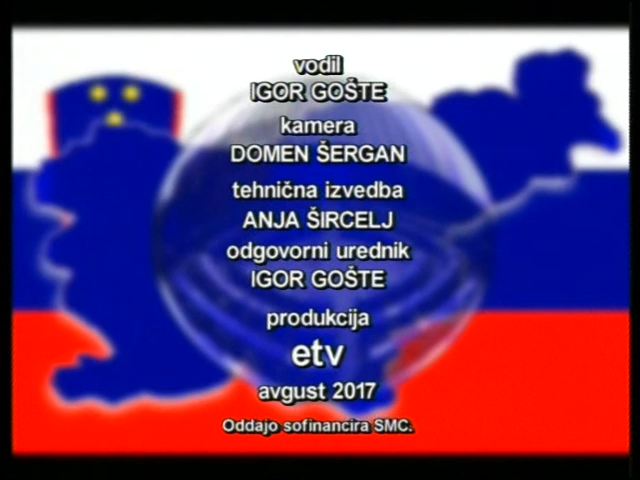 vodil
IGOR GOŠTE
kamera
DOMEN ŠERGAN
tehnična izvedba
ANJA ŠIRCELJ
odgovorni urednik
IGOR GOŠTE
produkcija
etv
avgust 2017
Oddajo sofinancira SMC.